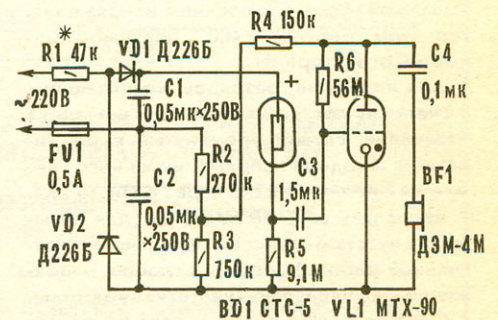 R4 150к
*
R1 47к
VD1 Д226Б
+
R6
56М
C4
0,1мк
~220В
C1
0,05мк×250В
FU1
0,5А
R2
270к
C3
1,5мк
BF1
ДЭМ-4М
C2
0,05мк
×250В
VD2
Д226Б
R3
750к
R5
9,1М
BD1 СТС-5 VL1 МТХ-90